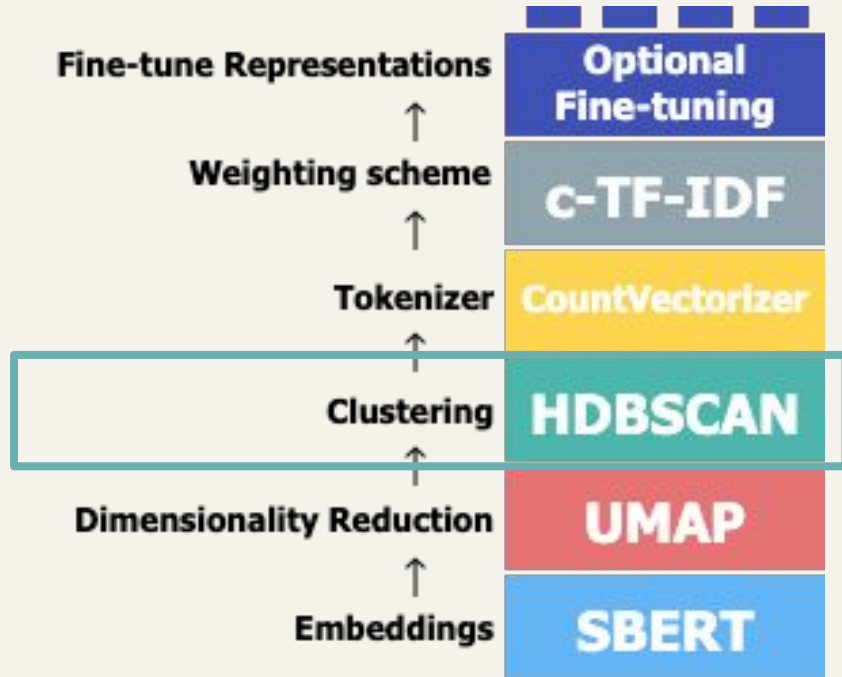 Fine-tune Representations
Optional
Fine-tuning
↑
Weighting scheme
c-TF-IDF
↑
Tokenizer
CountVectorizer
↑
Clustering
HDBSCAN
↑
Dimensionality Reduction
UMAP
↑
Embeddings
SBERT